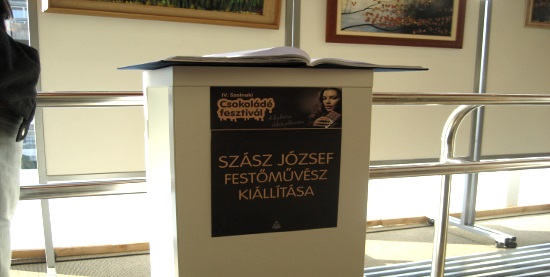 IV. Szolnoki
Csokoládé
fesztivál
SZÁSZ JÓZSEF
FESTŐMŰVÉSZ
KIÁLLÍTÁSA